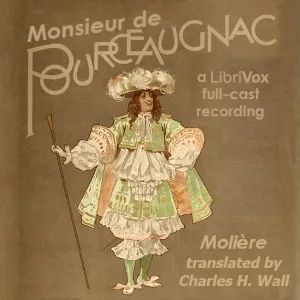 Monsieur de
POURCEAUGNAC
a LibriVox
full-cast
recording
Molière
translated by
Charles H. Wall